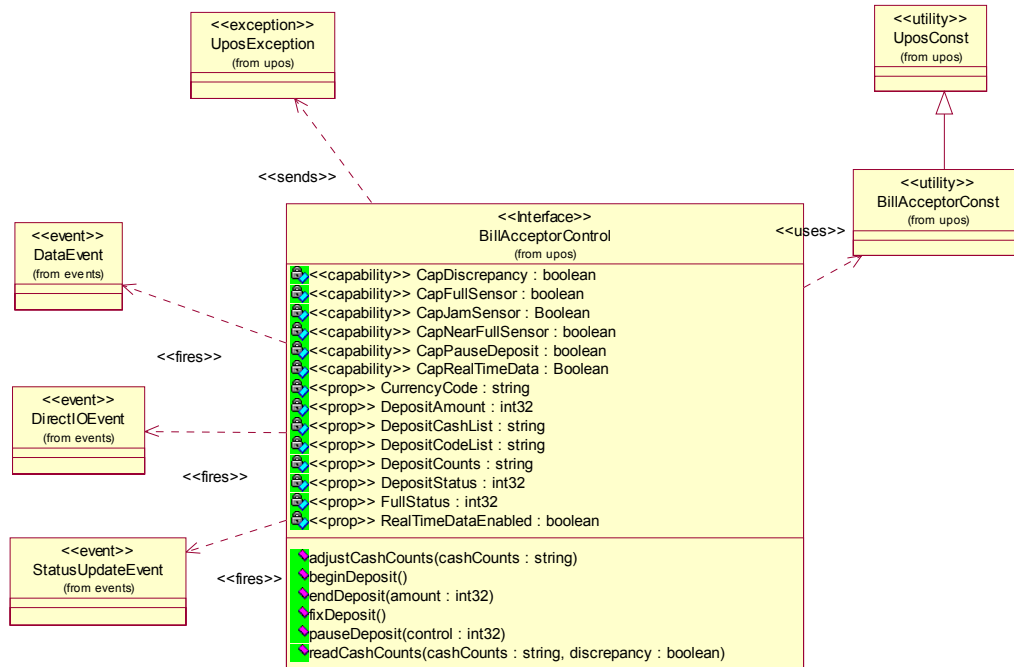 <<exception>>
UposException
(from upos)
<<utility>>
UposConst
(from upos)
<<sends>>
<<utility>>
BillAcceptorConst
(from upos)
<<uses>>
<<event>>
DataEvent
(from events)
<<fires>>
<<event>>
DirectIOEvent
(from events)
<<fires>>
<<event>>
StatusUpdateEvent
(from events)
<<fires>>
<<Interface>>
BillAcceptorControl
(from upos)
<<capability>> CapDiscrepancy : boolean
<<capability>> CapFullSensor : boolean
<<capability>> CapJamSensor : Boolean
<<capability>> CapNearFullSensor : boolean
<<capability>> CapPauseDeposit : boolean
<<capability>> CapRealTimeData : Boolean
<<prop>> CurrencyCode : string
<<prop>> DepositAmount : int32
<<prop>> DepositCashList : string
<<prop>> DepositCodeList : string
<<prop>> DepositCounts : string
<<prop>> DepositStatus : int32
<<prop>> FullStatus : int32
<<prop>> RealTimeDataEnabled : boolean
adjustCashCounts(cashCounts : string)
beginDeposit()
endDeposit(amount : int32)
fixDeposit()
pauseDeposit(control : int32)
readCashCounts(cashCounts : string, discrepancy : boolean)